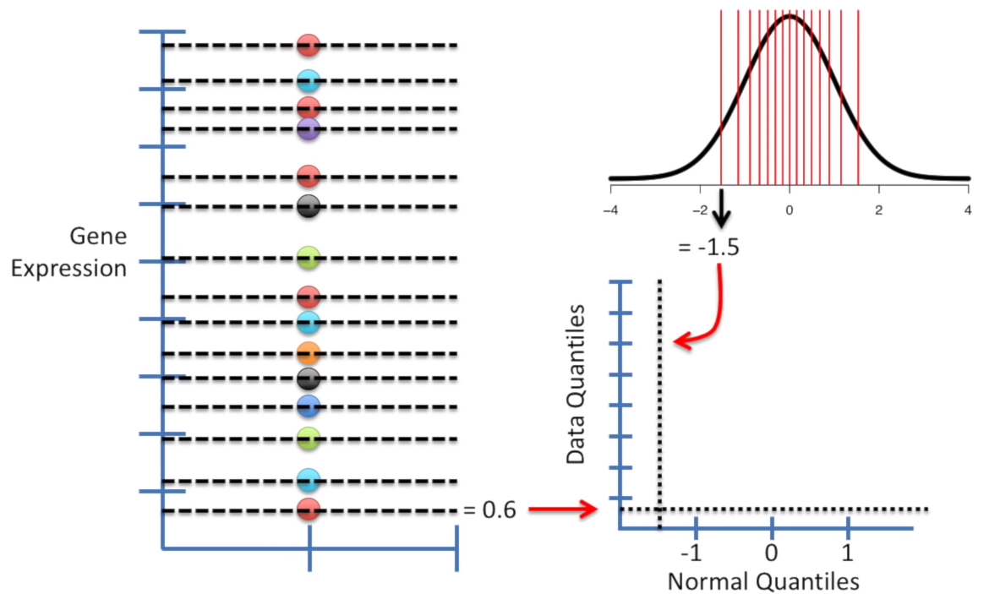 Gene
Expression
= 0.6
−4
−2
0
2
4
= -1.5
Data Quantiles
-1
0
1
Normal Quantiles